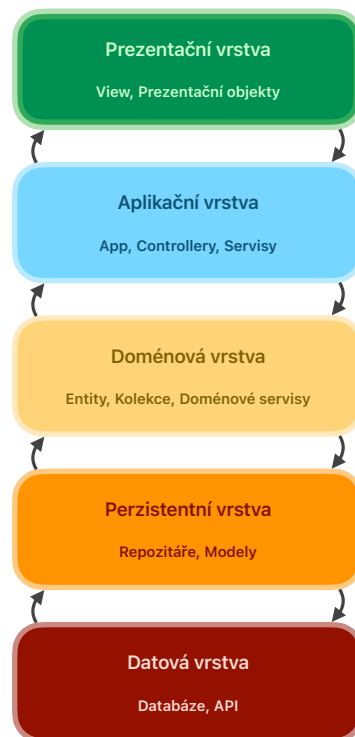 Prezentační vrstva
View, Prezentační objekty
Aplikační vrstva
App, Controllery, Servisy
Doménová vrstva
Entity, Kolekce, Doménové servisy
Perzistentní vrstva
Repozitáře, Modely
Datová vrstva
Databáze, API